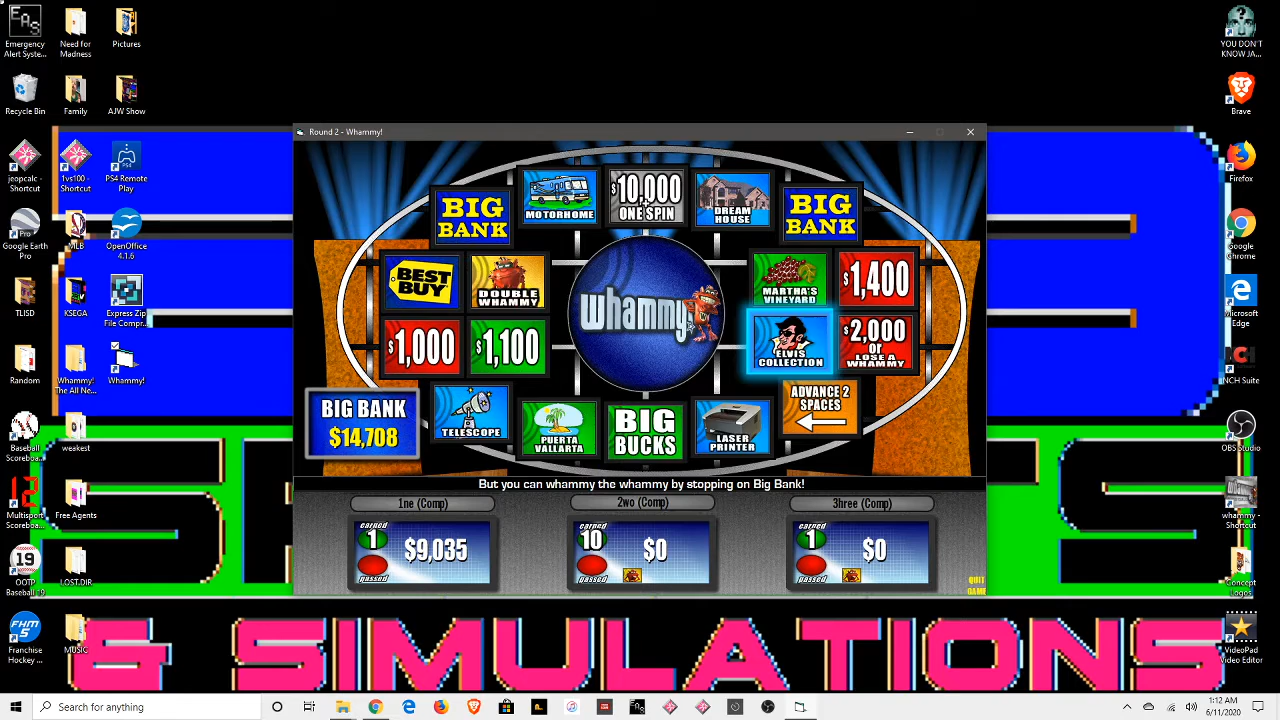 Emergency
Alert Syste...
Need for
Madness
Pictures
Recycle Bin
Family
AJW Show
jeopcalc -
Shortcut
1vs100 -
Shortcut
PS4 Remote
Play
Google Earth
Pro
MLB
OpenOffice
4.1.6
TLISD
KSEGA
Express Zip
File Compr...
Random
Whammy!
The All Ne...
Whammy!
Baseball
Scoreboa...
weakest
Multisport
Scoreboa...
Free Agents
OOTP
Baseball 19
LOST.DIR
Franchise
Hockey ...
MUSIC
YOU DON'T
KNOW JA...
Brave
Firefox
Google
Chrome
Microsoft
Edge
NCH Suite
OBS Studio
whammy -
Shortcut
Concept
Logos
VideoPad
Video Editor
Round 2 - Whammy!
BIG
BANK
MOTORHOME
$10,000
+
ONE SPIN
DREAM
HOUSE
BIG
BANK
BEST
BUY
DOUBLE
WHAMMY
MARTHA'S
VINEYARD
$1,400
whammy
$1,000
$1,100
ELVIS
COLLECTION
$2,000
or
LOSE A
WHAMMY
BIG BANK
$14,708
TELESCOPE
PUERTA
VALLARTA
BIG
BUCKS
LASER
PRINTER
ADVANCE 2
SPACES
But you can whammy the whammy by stopping on Big Bank!
1ne (Comp)
2wo (Comp)
3hree (Comp)
earned
1
$9,035
passed
earned
10
$0
passed
earned
1
$0
passed
QUIT
GAME
& SIMULATIONS
Search for anything
1:12 AM
6/11/2020